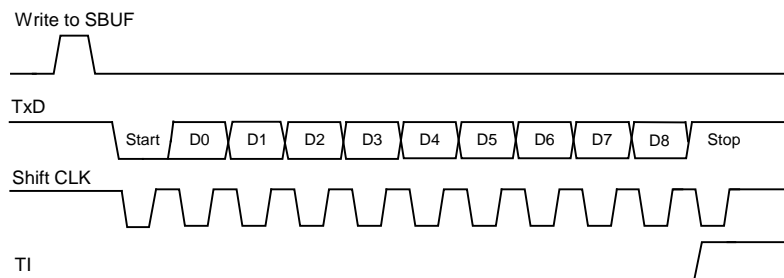 Write to SBUF
TxD
Start D0 D1 D2 D3 D4 D5 D6 D7 D8 Stop
Shift CLK
TI